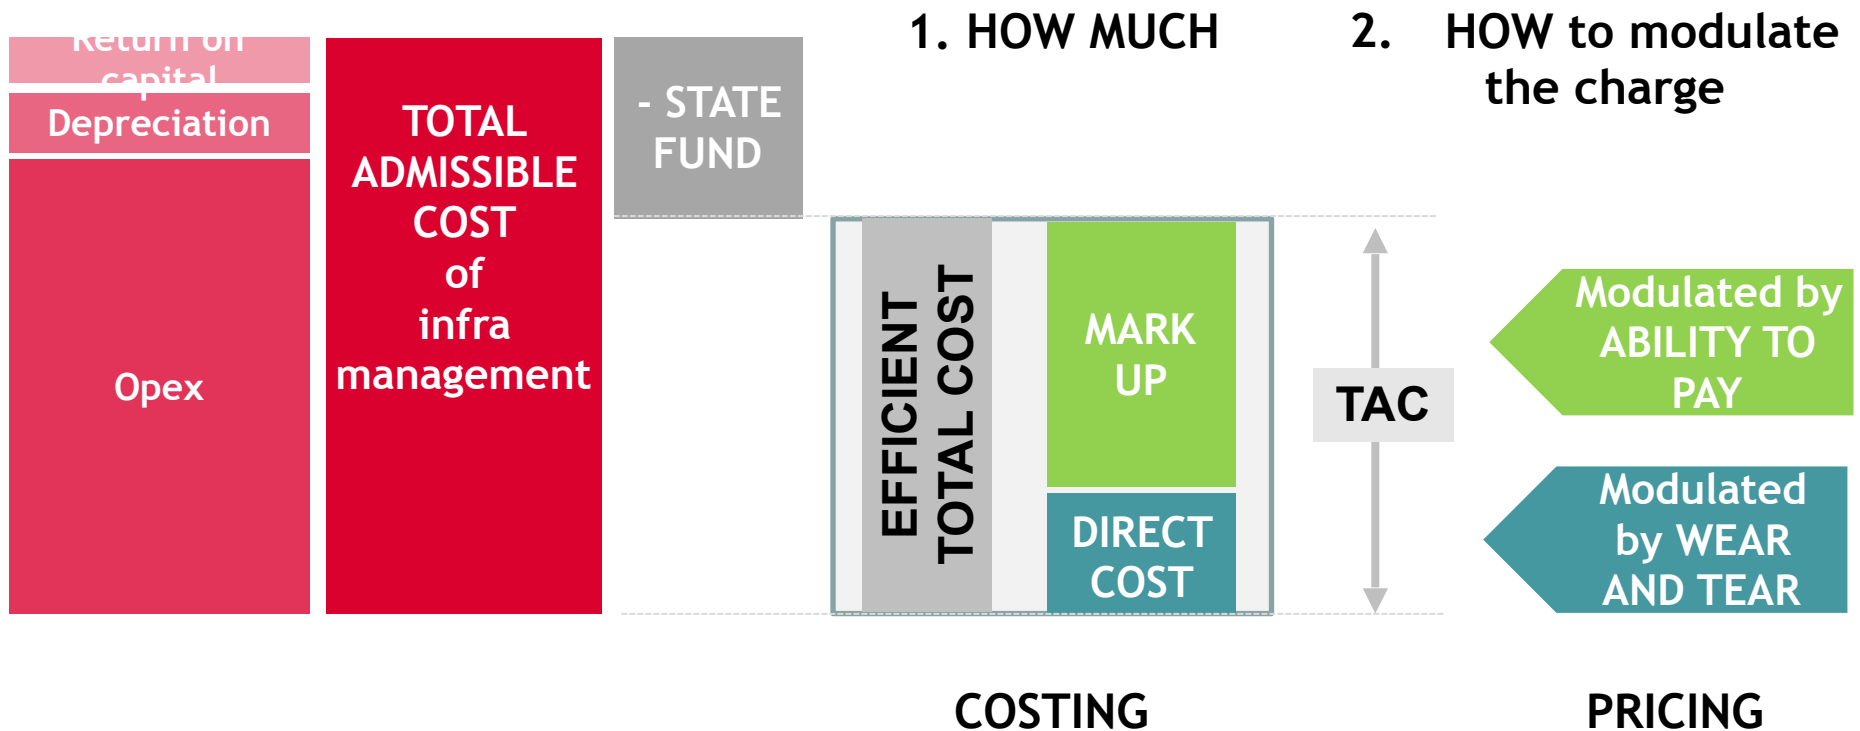 Return on
capital
Depreciation
Opex
TOTAL
ADMISSIBLE
COST
of
infra
management
- STATE
FUND
1. HOW MUCH
EFFICIENT
TOTAL COST
MARK
UP
DIRECT
COST
COSTING
2. HOW to modulate
the charge
TAC
Modulated by
ABILITY TO
PAY
Modulated
by WEAR
AND TEAR
PRICING